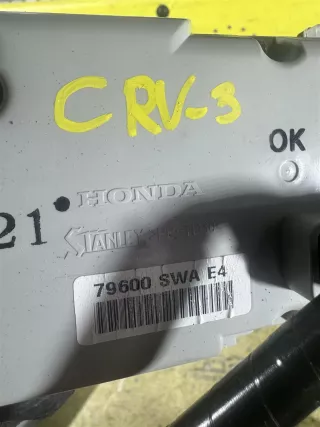 CRV-3
OK
HONDA
21
STANLEY
79600 SWA E4